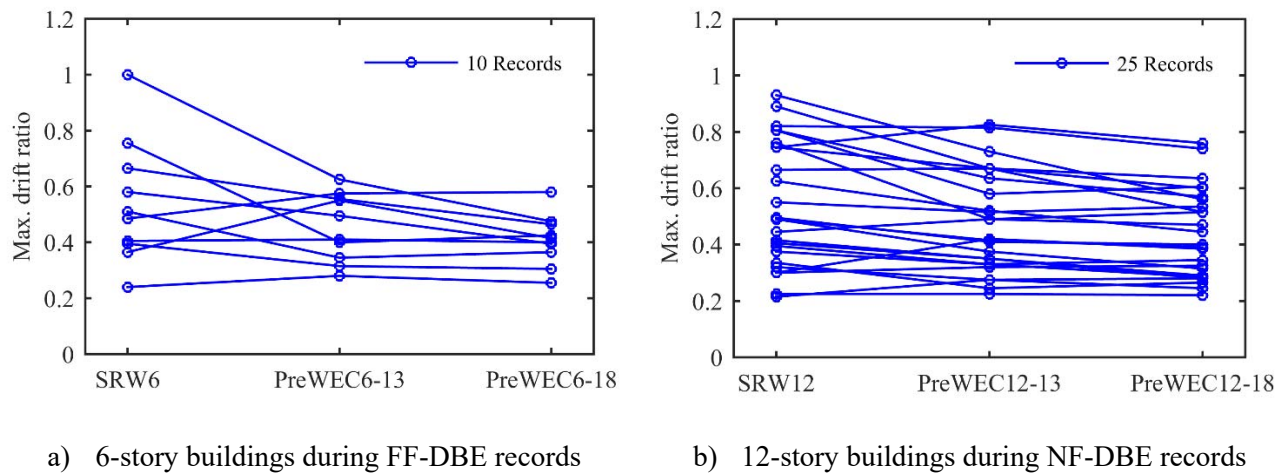 1.2
1
0.8
0.6
0.4
0.2
0
Max. drift ratio
10 Records
SRW6 PreWEC6-13 PreWEC6-18
a) 6-story buildings during FF-DBE records
1.2
1
0.8
0.6
0.4
0.2
0
Max. drift ratio
25 Records
SRW12 PreWEC12-13 PreWEC12-18
b) 12-story buildings during NF-DBE records